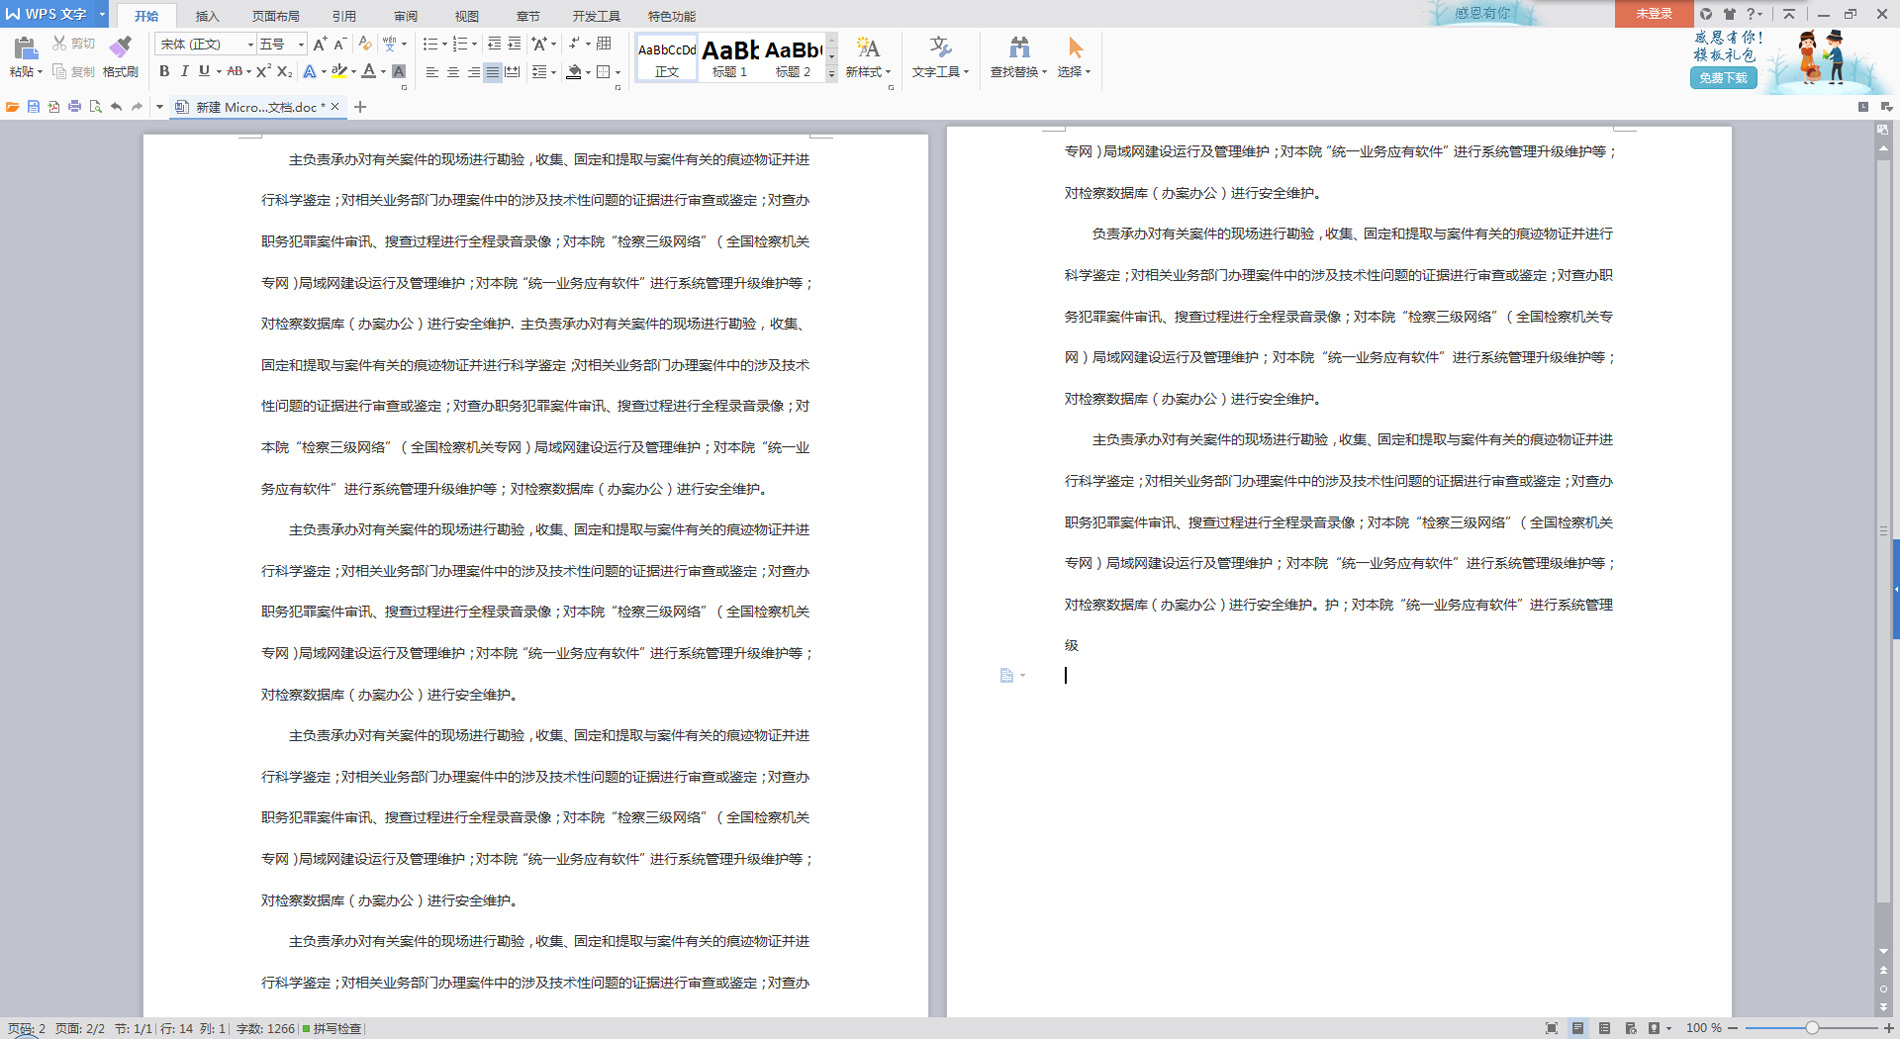 WPS 文字
开始
插入
页面布局
引用
审阅
视图
章节
开发工具
特色功能
感恩有你
未登录
粘贴
剪切
复制
格式刷
宋体 (正文)
五号
AaBbCcDd
正文
AaBb
标题 1
AaBb
标题 2
新样式
文字工具
查找替换
选择
感恩有你!
模板礼包
免费下载
新建 Micro...文档.doc *
主负责承办对有关案件的现场进行勘验，收集、固定和提取与案件有关的痕迹物证并进
行科学鉴定；对相关业务部门办理案件中的涉及技术性问题的证据进行审查或鉴定；对查办
职务犯罪案件审讯、搜查过程进行全程录音录像；对本院“检察三级网络”（全国检察机关
专网）局域网建设运行及管理维护；对本院“统一业务应有软件”进行系统管理升级维护等；
对检察数据库（办案办公）进行安全维护. 主负责承办对有关案件的现场进行勘验，收集、
固定和提取与案件有关的痕迹物证并进行科学鉴定；对相关业务部门办理案件中的涉及技术
性问题的证据进行审查或鉴定；对查办职务犯罪案件审讯、搜查过程进行全程录音录像；对
本院“检察三级网络”（全国检察机关专网）局域网建设运行及管理维护；对本院“统一业
务应有软件”进行系统管理升级维护等；对检察数据库（办案办公）进行安全维护。
主负责承办对有关案件的现场进行勘验，收集、固定和提取与案件有关的痕迹物证并进
行科学鉴定；对相关业务部门办理案件中的涉及技术性问题的证据进行审查或鉴定；对查办
职务犯罪案件审讯、搜查过程进行全程录音录像；对本院“检察三级网络”（全国检察机关
专网）局域网建设运行及管理维护；对本院“统一业务应有软件”进行系统管理升级维护等；
对检察数据库（办案办公）进行安全维护。
主负责承办对有关案件的现场进行勘验，收集、固定和提取与案件有关的痕迹物证并进
行科学鉴定；对相关业务部门办理案件中的涉及技术性问题的证据进行审查或鉴定；对查办
职务犯罪案件审讯、搜查过程进行全程录音录像；对本院“检察三级网络”（全国检察机关
专网）局域网建设运行及管理维护；对本院“统一业务应有软件”进行系统管理升级维护等；
对检察数据库（办案办公）进行安全维护。
主负责承办对有关案件的现场进行勘验，收集、固定和提取与案件有关的痕迹物证并进
行科学鉴定；对相关业务部门办理案件中的涉及技术性问题的证据进行审查或鉴定；对查办
专网）局域网建设运行及管理维护；对本院“统一业务应有软件”进行系统管理升级维护等；
对检察数据库（办案办公）进行安全维护。
负责承办对有关案件的现场进行勘验，收集、固定和提取与案件有关的痕迹物证并进行
科学鉴定；对相关业务部门办理案件中的涉及技术性问题的证据进行审查或鉴定；对查办职
务犯罪案件审讯、搜查过程进行全程录音录像；对本院“检察三级网络”（全国检察机关专
网）局域网建设运行及管理维护；对本院“统一业务应有软件”进行系统管理升级维护等；
对检察数据库（办案办公）进行安全维护。
主负责承办对有关案件的现场进行勘验，收集、固定和提取与案件有关的痕迹物证并进
行科学鉴定；对相关业务部门办理案件中的涉及技术性问题的证据进行审查或鉴定；对查办
职务犯罪案件审讯、搜查过程进行全程录音录像；对本院“检察三级网络”（全国检察机关
专网）局域网建设运行及管理维护；对本院“统一业务应有软件”进行系统管理级维护等；
对检察数据库（办案办公）进行安全维护。护；对本院“统一业务应有软件”进行系统管理
级
页码: 2 页面: 2/2 节: 1/1 行: 14 列: 1 字数: 1266 拼写检查
100 %